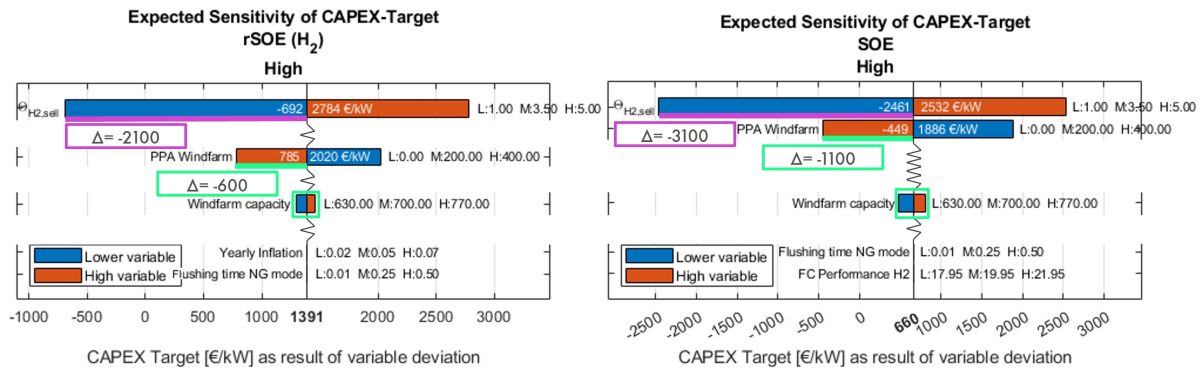 Expected Sensitivity of CAPEX-Target
rSOE (H2)
High
ΘH2,sell
-692
2784 €/kW
L:1.00 M:3.50 H:5.00
Δ= -2100
PPA Windfarm
785
2020 €/kW
L:0.00 M:200.00 H:400.00
Δ= -600
Windfarm capacity
L:630.00 M:700.00 H:770.00
Lower variable
High variable
Yearly Inflation
L:0.02 M:0.05 H:0.07
Flushing time NG mode
L:0.01 M:0.25 H:0.50
-1000 0 1000 1391 2000 3000
CAPEX Target [€/kW] as result of variable deviation
Expected Sensitivity of CAPEX-Target
SOE
High
ΘH2,sell
-2461
2532 €/kW
L:1.00 M:3.50 H:5.00
Δ= -3100
PPA Windfarm
-449
1886 €/kW
L:0.00 M:200.00 H:400.00
Δ= -1100
Windfarm capacity
L:630.00 M:700.00 H:770.00
Lower variable
High variable
Flushing time NG mode
L:0.01 M:0.25 H:0.50
FC Performance H2
L:17.95 M:19.95 H:21.95
-2500 -2000 -1500 -1000 -500 0 660 1000 1500 2000 2500 3000
CAPEX Target [€/kW] as result of variable deviation